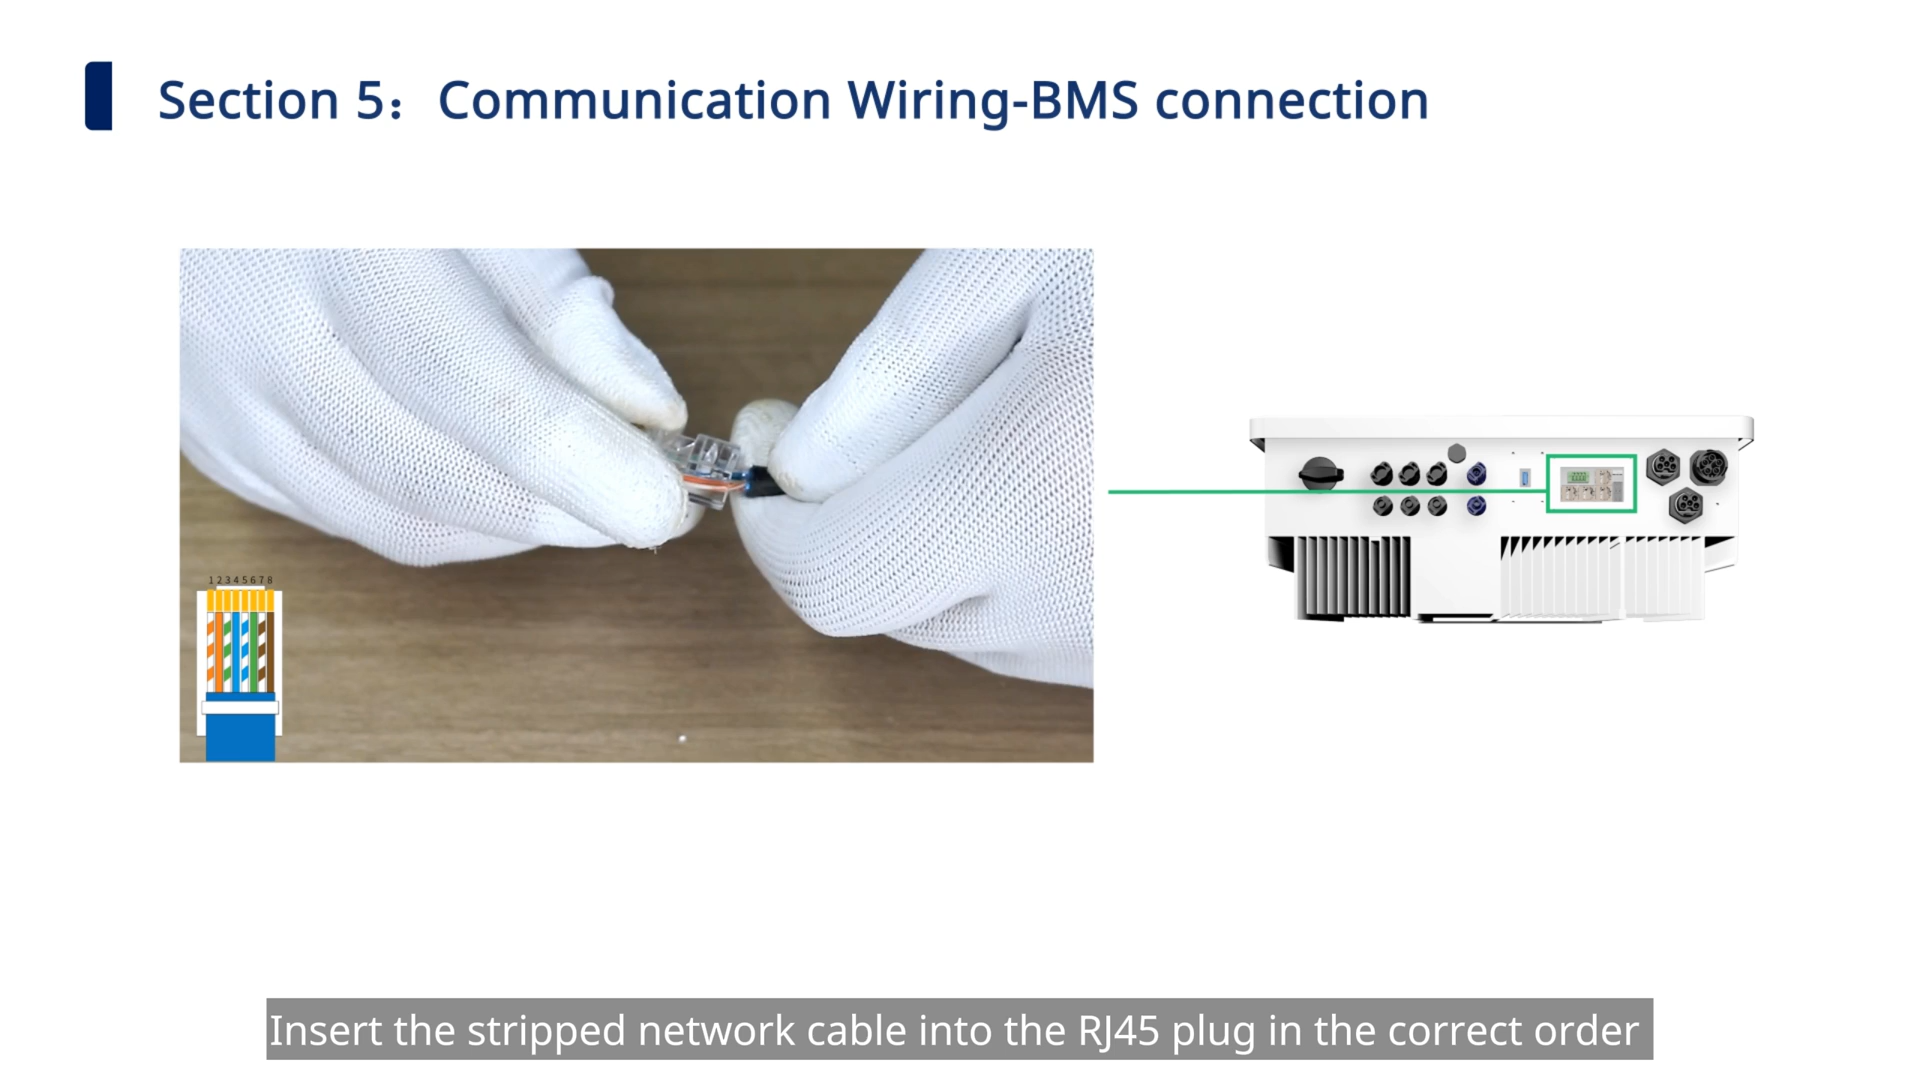 Section 5：Communication Wiring-BMS connection
1 2 3 4 5 6 7 8
Insert the stripped network cable into the RJ45 plug in the correct order